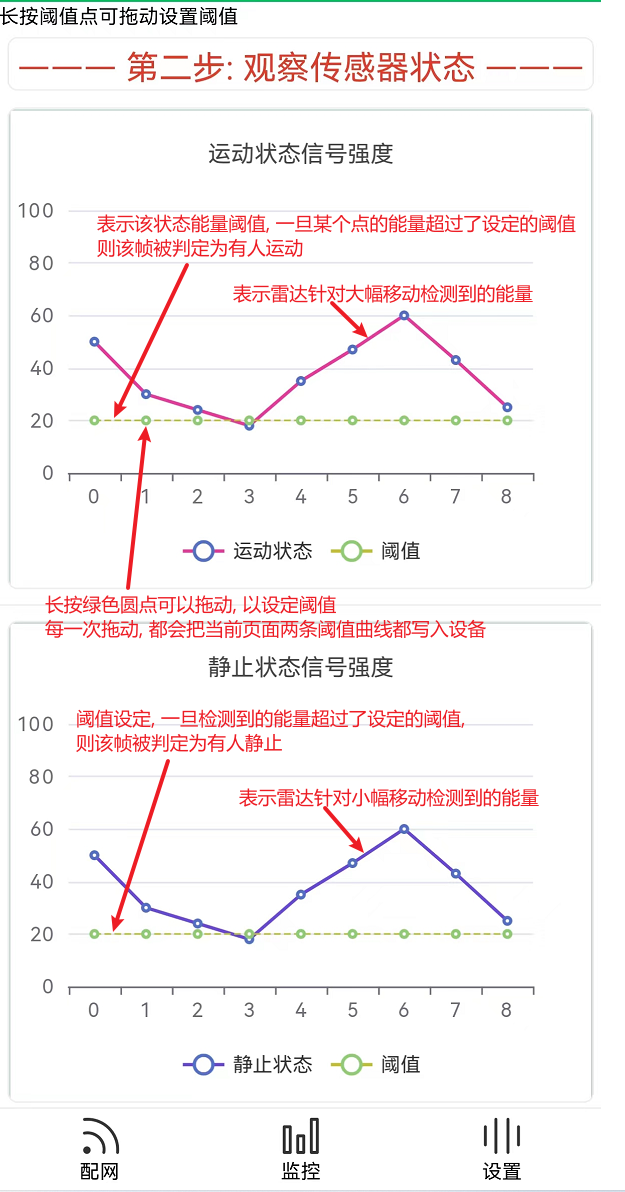 长按阈值点可拖动设置阈值
——— 第二步: 观察传感器状态 ———
运动状态信号强度
100
表示该状态能量阈值, 一旦某个点的能量超过了设定的阈值
则该帧被判定为有人运动
80
表示雷达针对大幅移动检测到的能量
60
40
20
0
0 1 2 3 4 5 6 7 8
运动状态 阈值
长按绿色圆点可以拖动, 以设定阈值
每一次拖动, 都会把当前页面两条阈值曲线都写入设备
静止状态信号强度
100
阈值设定, 一旦检测到的能量超过了设定的阈值,
则该帧被判定为有人静止
80
表示雷达针对小幅移动检测到的能量
60
40
20
0
0 1 2 3 4 5 6 7 8
静止状态 阈值
配网 监控 设置